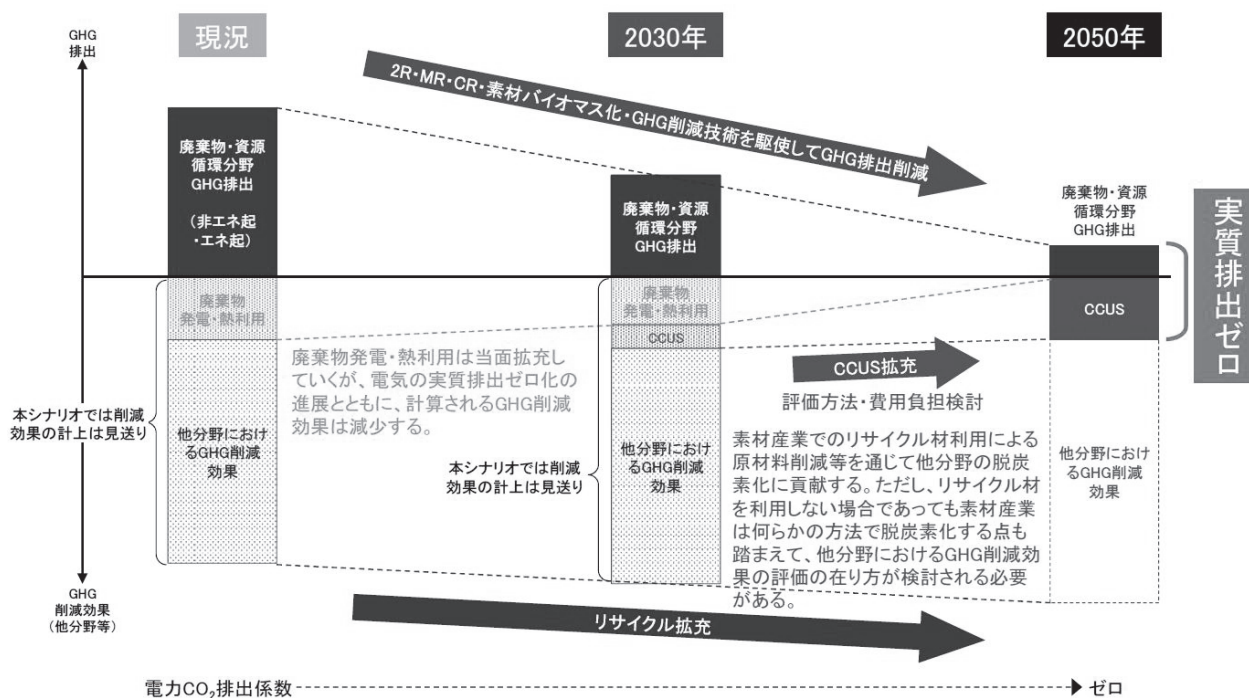 GHG
排出
現況
2030年
2050年
2R・MR・CR・素材バイオマス化・GHG削減技術を駆使してGHG排出削減
廃棄物・資源
循環分野
GHG排出
（非エネ起
・エネ起）
廃棄物・資源
循環分野
GHG排出
廃棄物・資源
循環分野
GHG排出
実質排出ゼロ
廃棄物
発電・熱利用
廃棄物
発電・熱利用
CCUS
CCUS
廃棄物発電・熱利用は当面拡充し
ていくが、電気の実質排出ゼロ化の
進展とともに、計算されるGHG削減
効果は減少する。
CCUS拡充
評価方法・費用負担検討
本シナリオでは削減
効果の計上は見送り
他分野におけ
るGHG削減
効果
本シナリオでは削減
効果の計上は見送り
他分野におけ
るGHG削減
効果
素材産業でのリサイクル材利用による
原材料削減等を通じて他分野の脱炭
素化に貢献する。ただし、リサイクル材
を利用しない場合であっても素材産業
は何らかの方法で脱炭素化する点も
踏まえて、他分野におけるGHG削減効
果の評価の在り方が検討される必要
がある。
他分野におけ
るGHG削減
効果
GHG
削減効果
（他分野等）
リサイクル拡充
電力CO₂排出係数
ゼロ